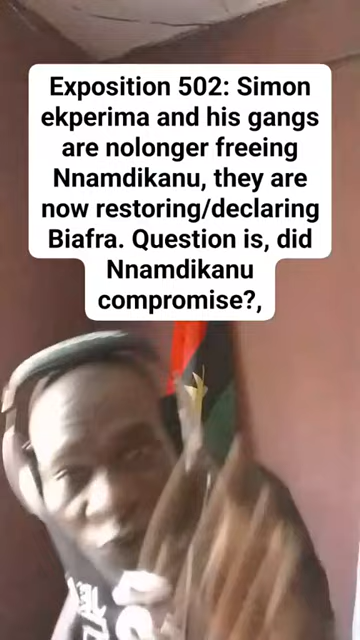 Exposition 502: Simon
ekperima and his gangs
are nolonger freeing
Nnamdikanu, they are
now restoring/declaring
Biafra. Question is, did
Nnamdikanu
compromise?,